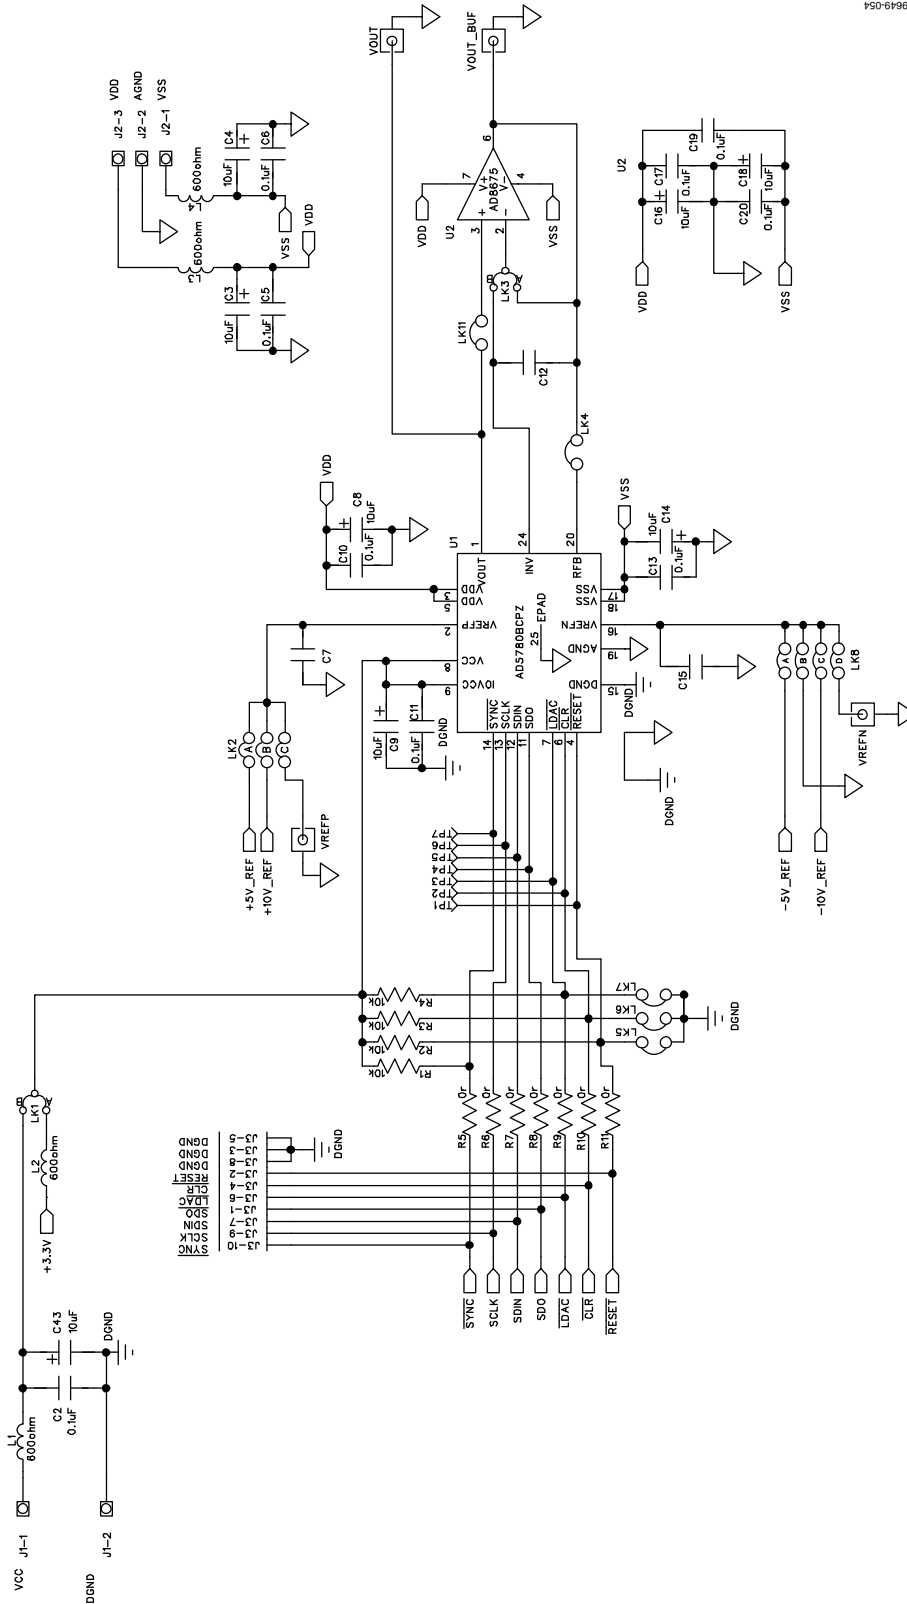 09649-054
J2-3 VDD
J2-2 AGND
J2-1 VSS
L4
600ohm
C4
10uF
+
C6
0.1uF
VSS
VDD
L3
600ohm
C3
10uF
+
C5
0.1uF
VOUT
VOUT_BUF
6
7
V+
AD8675
V-
4
VDD
U2
+
-
3
2
VSS
B
A
LK3
LK11
C12
LK4
U2
C19
0.1uF
C17
0.1uF
C18
+
10uF
C16
+
10uF
C20
0.1uF
VDD
VSS
VDD
C8
+
10uF
C10
0.1uF
U1
1
24
20
VOUT
INV
RFB
VDD
VDD
3
5
VSS
VSS
17
18
VSS
10uF
C14
+
C13
0.1uF
VREFP
2
VCC
8
IOVCC
9
AD5780BCPZ
25
EPAD
VREFN
16
AGND
19
DGND
15
DGND
SYNC
SCLK
SDIN
SDO
LDAC
CLR
RESET
14
13
12
11
7
6
4
C7
C9
+
10uF
C11
0.1uF
DGND
LK2
A
B
C
+5V_REF
+10V_REF
VREFP
C15
LK8
A
B
C
D
VREFN
-5V_REF
-10V_REF
DGND
TP7
TP6
TP5
TP4
TP3
TP2
TP1
10k
R4
10k
R3
10k
R2
10k
R1
LK7
LK6
LK5
DGND
R5
0r
R6
0r
R7
0r
R8
0r
R9
0r
R10
0r
R11
0r
DGND
J3-5
DGND
J3-3
DGND
J3-8
RESET
J3-2
CLR
J3-4
LDAC
J3-6
SDO
J3-1
SDIN
J3-7
SCLK
J3-9
SYNC
J3-10
DGND
SYNC
SCLK
SDIN
SDO
LDAC
CLR
RESET
B
A
LK1
L2
600ohm
+3.3V
C43
+
10uF
DGND
C2
0.1uF
L1
600ohm
VCC J1-1
DGND J1-2